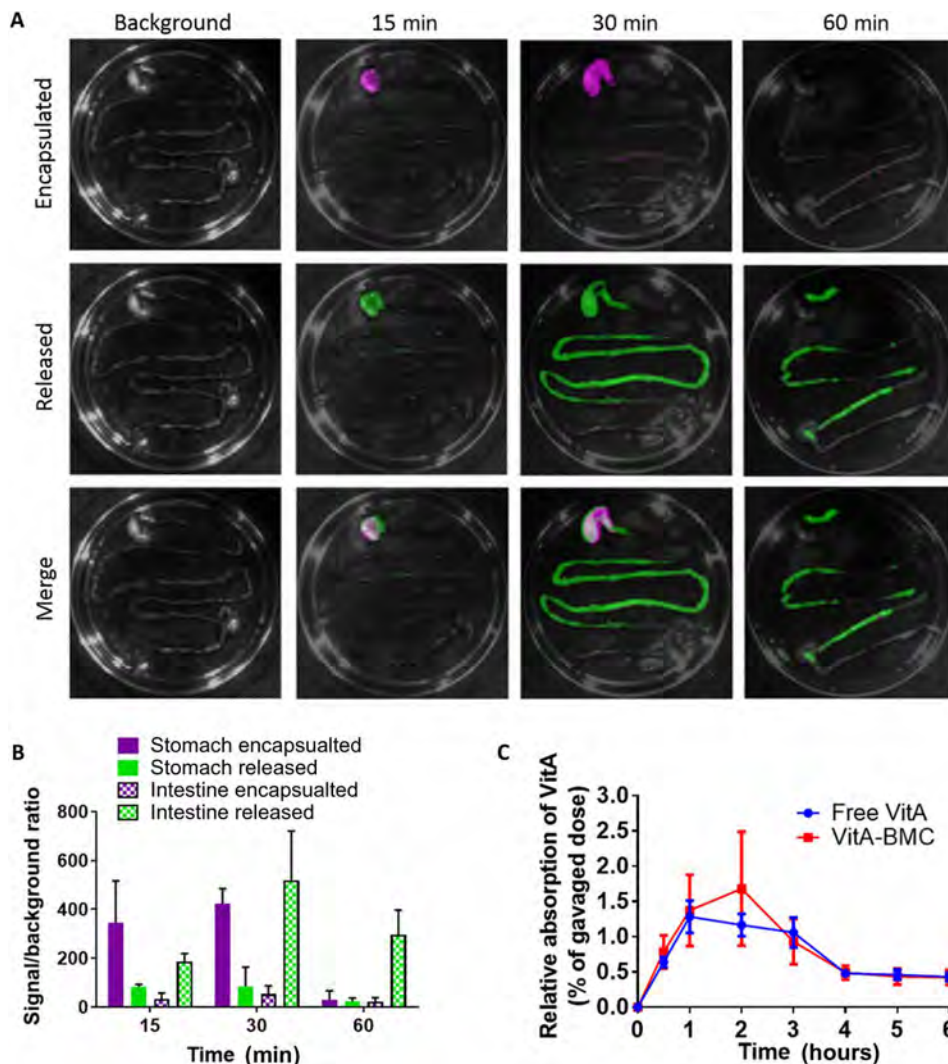 A
Background 15 min 30 min 60 min
Encapsulated
Released
Merge
B
Stomach encapsualted
Stomach released
Intestine encapsualted
Intestine released
Signal/background ratio
800
600
400
200
0
15 30 60
Time (min)
C
Free VitA
VitA-BMC
Relative absorption of VitA
(% of gavaged dose)
3.0
2.5
2.0
1.5
1.0
0.5
0.0
0 1 2 3 4 5 6
Time (hours)